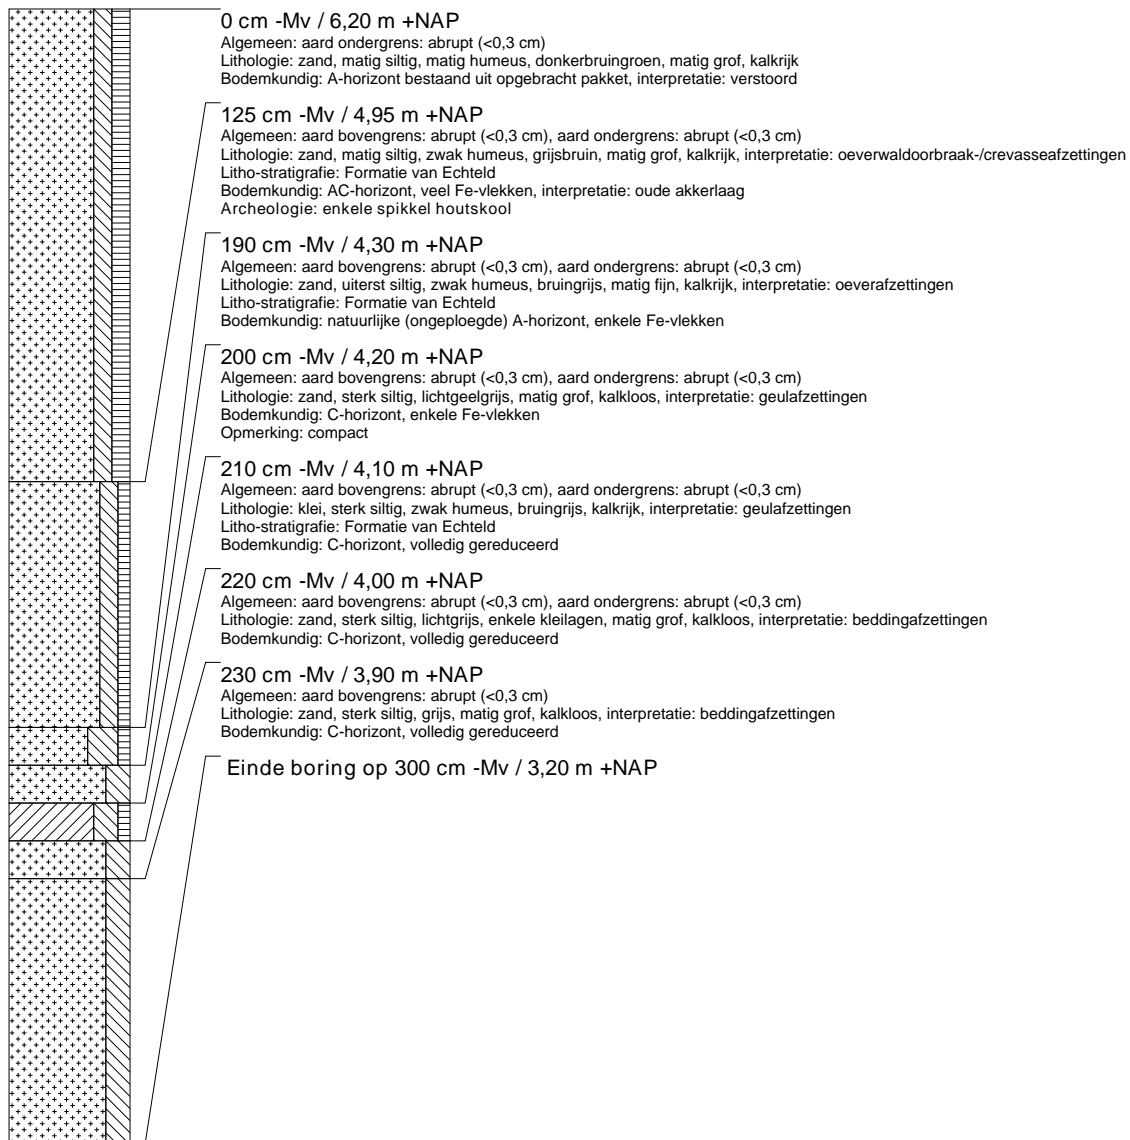 0 cm -Mv / 6,20 m +NAP
Algemeen: aard ondergrens: abrupt (<0,3 cm)
Lithologie: zand, matig siltig, matig humeus, donkerbruingroen, matig grof, kalkrijk
Bodemkundig: A-horizont bestaand uit opgebracht pakket, interpretatie: verstoord
125 cm -Mv / 4,95 m +NAP
Algemeen: aard bovengrens: abrupt (<0,3 cm), aard ondergrens: abrupt (<0,3 cm)
Lithologie: zand, matig siltig, zwak humeus, grijsbruin, matig grof, kalkrijk, interpretatie: oeverwaldoorbraak-/crevasseafzettingen
Litho-stratigrafie: Formatie van Echteld
Bodemkundig: AC-horizont, veel Fe-vlekken, interpretatie: oude akkerlaag
Archeologie: enkele spikkel houtskool
190 cm -Mv / 4,30 m +NAP
Algemeen: aard bovengrens: abrupt (<0,3 cm), aard ondergrens: abrupt (<0,3 cm)
Lithologie: zand, uiterst siltig, zwak humeus, bruingrijs, matig fijn, kalkrijk, interpretatie: oeverafzettingen
Litho-stratigrafie: Formatie van Echteld
Bodemkundig: natuurlijke (ongeploegde) A-horizont, enkele Fe-vlekken
200 cm -Mv / 4,20 m +NAP
Algemeen: aard bovengrens: abrupt (<0,3 cm), aard ondergrens: abrupt (<0,3 cm)
Lithologie: zand, sterk siltig, lichtgeelgrijs, matig grof, kalkloos, interpretatie: geulafzettingen
Bodemkundig: C-horizont, enkele Fe-vlekken
Opmerking: compact
210 cm -Mv / 4,10 m +NAP
Algemeen: aard bovengrens: abrupt (<0,3 cm), aard ondergrens: abrupt (<0,3 cm)
Lithologie: klei, sterk siltig, zwak humeus, bruingrijs, kalkrijk, interpretatie: geulafzettingen
Litho-stratigrafie: Formatie van Echteld
Bodemkundig: C-horizont, volledig gereduceerd
220 cm -Mv / 4,00 m +NAP
Algemeen: aard bovengrens: abrupt (<0,3 cm), aard ondergrens: abrupt (<0,3 cm)
Lithologie: zand, sterk siltig, lichtgrijs, enkele kleilagen, matig grof, kalkloos, interpretatie: beddingafzettingen
Bodemkundig: C-horizont, volledig gereduceerd
230 cm -Mv / 3,90 m +NAP
Algemeen: aard bovengrens: abrupt (<0,3 cm)
Lithologie: zand, sterk siltig, grijs, matig grof, kalkloos, interpretatie: beddingafzettingen
Bodemkundig: C-horizont, volledig gereduceerd
Einde boring op 300 cm -Mv / 3,20 m +NAP